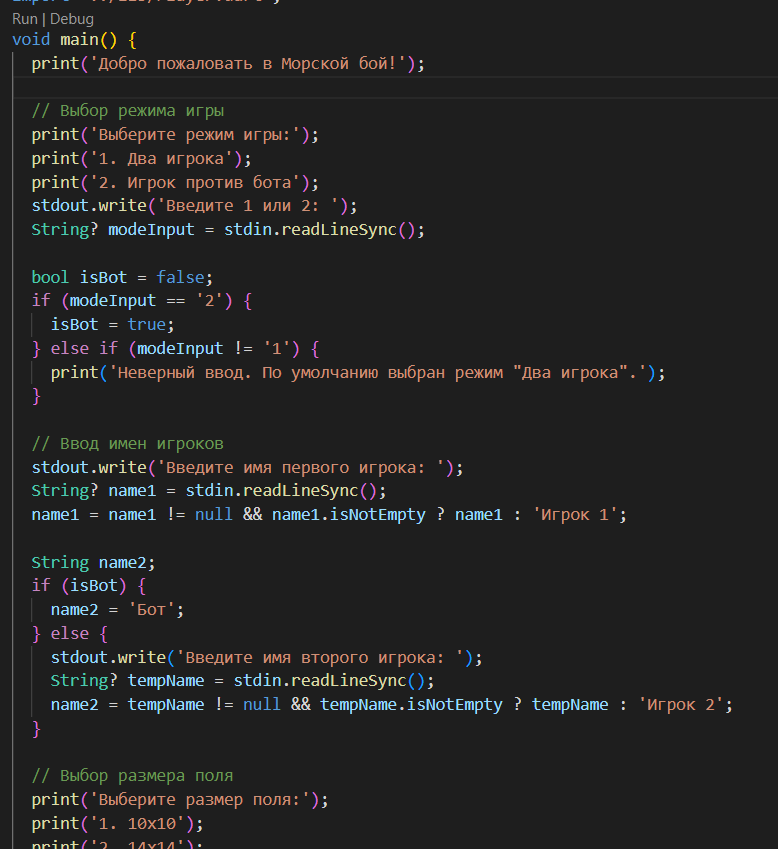 Run | Debug
void main() {
print('Добро пожаловать в Морской бой!');
// Выбор режима игры
print('Выберите режим игры:');
print('1. Два игрока');
print('2. Игрок против бота');
stdout.write('Введите 1 или 2: ');
String? modeInput = stdin.readLineSync();
bool isBot = false;
if (modeInput == '2') {
isBot = true;
} else if (modeInput != '1') {
print('Неверный ввод. По умолчанию выбран режим "Два игрока".');
}
// Ввод имен игроков
stdout.write('Введите имя первого игрока: ');
String? name1 = stdin.readLineSync();
name1 = name1 != null && name1.isNotEmpty ? name1 : 'Игрок 1';
String name2;
if (isBot) {
name2 = 'Бот';
} else {
stdout.write('Введите имя второго игрока: ');
String? tempName = stdin.readLineSync();
name2 = tempName != null && tempName.isNotEmpty ? tempName : 'Игрок 2';
}
// Выбор размера поля
print('Выберите размер поля:');
print('1. 10x10');
print('2. 14x14');